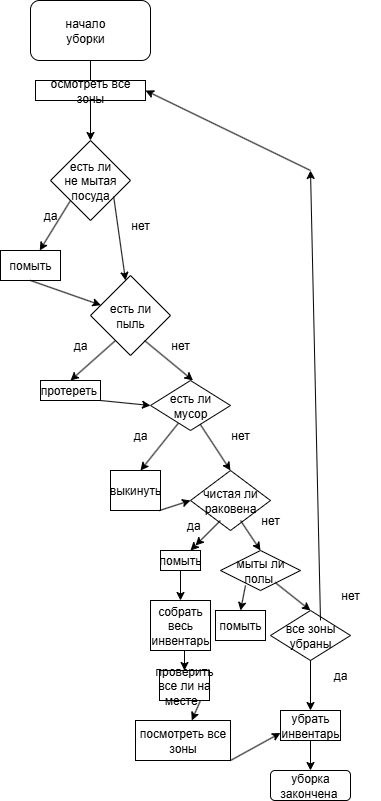 начало
уборки
осмотреть все
зоны
есть ли
не мытая
посуда
да
нет
помыть
есть ли
пыль
да
нет
протереть
есть ли
мусор
да
нет
выкинуть
чистая ли
раковена
да
нет
помыть
мыты ли
полы
нет
собрать
весь
инвентарь
помыть
все зоны
убраны
проверить
все ли на
месте
да
посмотреть все
зоны
убрать
инвентарь
уборка
закончена